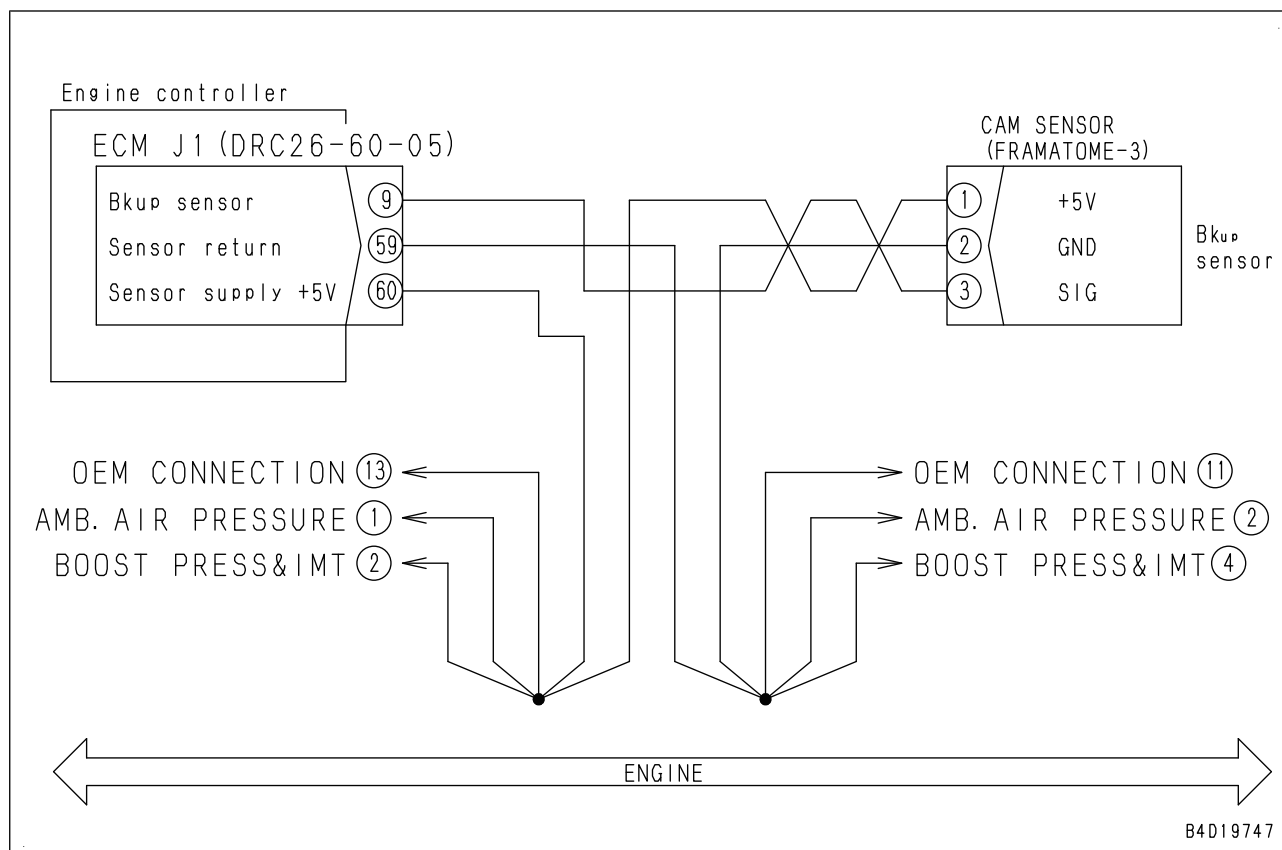 Engine controller
ECM J1 (DRC26-60-05)
Bkup sensor 9
Sensor return 59
Sensor supply +5V 60
CAM SENSOR
(FRAMATOME-3)
1 +5V
2 GND
3 SIG
Bkup
sensor
OEM CONNECTION 13
AMB. AIR PRESSURE 1
BOOST PRESS&IMT 2
OEM CONNECTION 11
AMB. AIR PRESSURE 2
BOOST PRESS&IMT 4
ENGINE
B4D19747